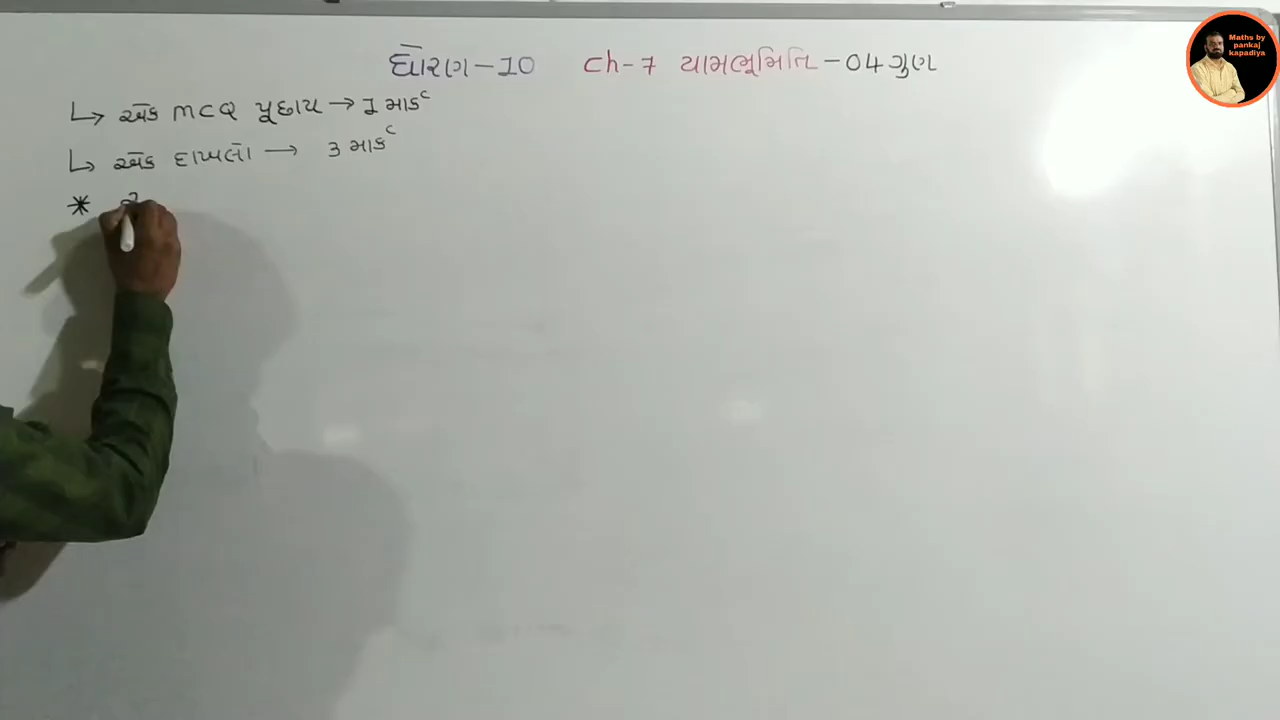 ધોરણ-10 ch-7 યામભૂમિતિ-04 ગુણ
↳ એક MCQ પૂછાય → 1 માર્ક
↳ એક દાખલો → 3 માર્ક
*
Maths by
pankaj
kapadiya